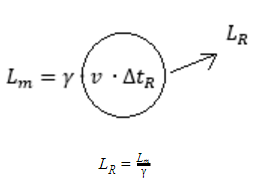 L_R
L_m = γ · v · Δt_R
L_R = L_m / γ